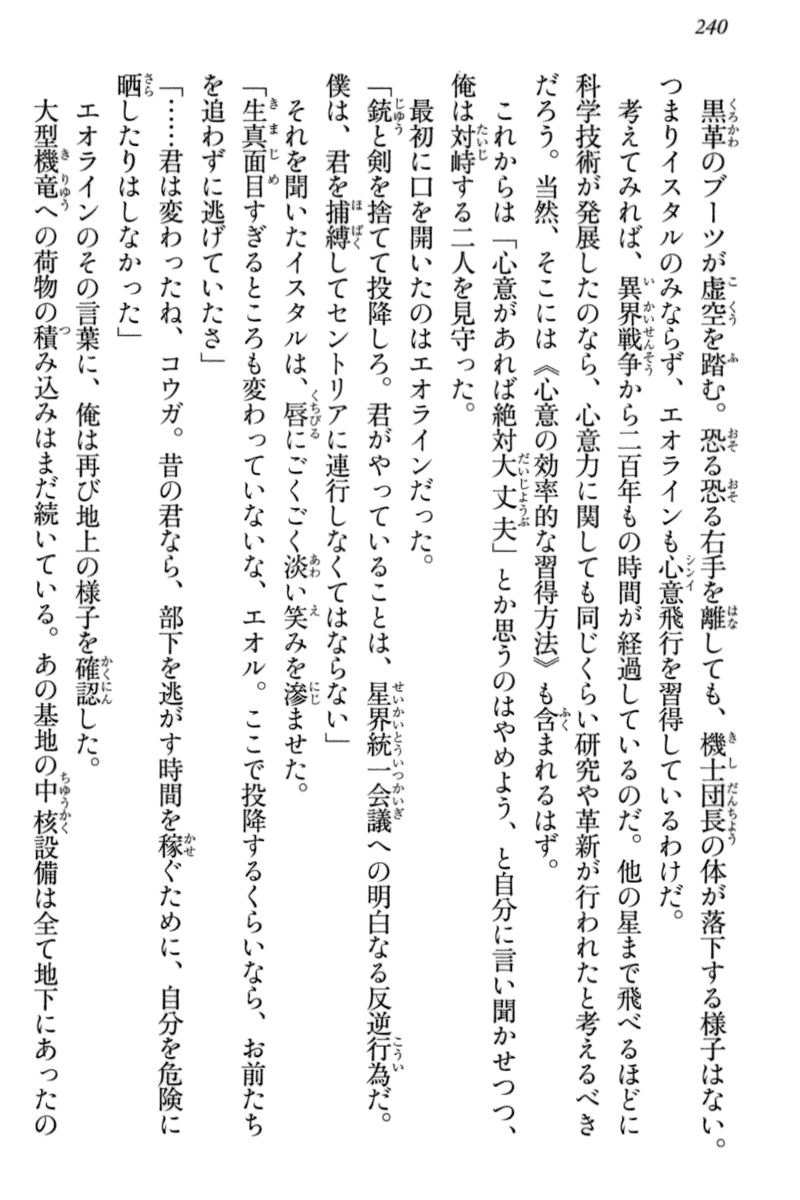 240
黒革のブーツが虚空を踏む。恐る恐る右手を離しても、機士団長の体が落下する様子はない。
つまりイスタルのみならず、エオラインも心意飛行を習得しているわけだ。
考えてみれば、異界戦争から二百年もの時間が経過しているのだ。他の星まで飛べるほどに
科学技術が発展したのなら、心意力に関しても同じくらい研究や革新が行われたと考えるべき
だろう。当然、そこには《心意の効率的な習得方法》も含まれるはず。
これからは「心意があれば絶対大丈夫」とか思うのはやめよう、と自分に言い聞かせつつ、
俺は対峙する二人を見守った。
最初に口を開いたのはエオラインだった。
「銃と剣を捨てて投降しろ。君がやっていることは、星界統一会議への明白なる反逆行為だ。
僕は、君を捕縛してセントリアに連行しなくてはならない」
それを聞いたイスタルは、唇にごくごく淡い笑みを滲ませた。
「生真面目すぎるところも変わっていないな、エオル。ここで投降するくらいなら、お前たち
を追わずに逃げていたさ」
「……君は変わったね、コウガ。昔の君なら、部下を逃がす時間を稼ぐために、自分を危険に
晒したりはしなかった」
エオラインのその言葉に、俺は再び地上の様子を確認した。
大型機竜への荷物の積み込みはまだ続いている。あの基地の中核設備は全て地下にあったの